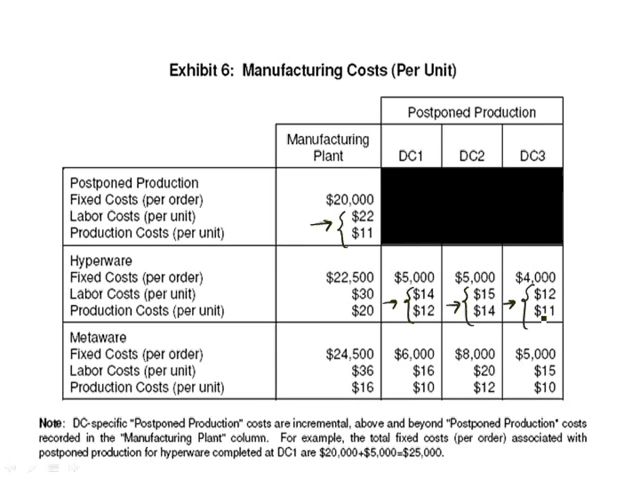 Exhibit 6: Manufacturing Costs (Per Unit)
Postponed Production
Manufacturing Plant DC1 DC2 DC3
Postponed Production
Fixed Costs (per order) $20,000
Labor Costs (per unit) $22
Production Costs (per unit) $11
Hyperware
Fixed Costs (per order) $22,500 $5,000 $5,000 $4,000
Labor Costs (per unit) $30 $14 $15 $12
Production Costs (per unit) $20 $12 $14 $11
Metaware
Fixed Costs (per order) $24,500 $6,000 $8,000 $5,000
Labor Costs (per unit) $36 $16 $20 $15
Production Costs (per unit) $16 $10 $12 $10
Note: DC-specific "Postponed Production" costs are incremental, above and beyond "Postponed Production" costs
recorded in the "Manufacturing Plant" column. For example, the total fixed costs (per order) associated with
postponed production for hyperware completed at DC1 are $20,000+$5,000=$25,000.